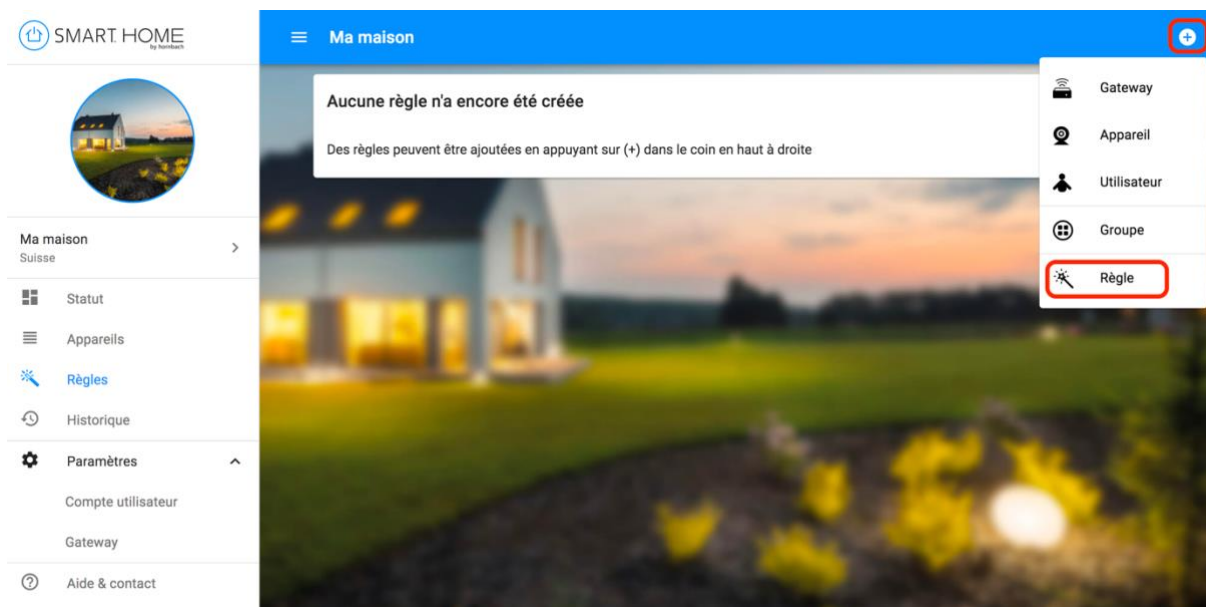 SMART HOME
by hornbach
Ma maison
Suisse
Statut
Appareils
Règles
Historique
Paramètres
Compte utilisateur
Gateway
Aide & contact
Ma maison
Aucune règle n'a encore été créée
Des règles peuvent être ajoutées en appuyant sur (+) dans le coin en haut à droite
Gateway
Appareil
Utilisateur
Groupe
Règle